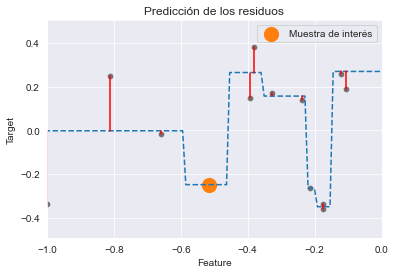 Predicción de los residuos
Muestra de interés
Target
0.4
0.2
0.0
−0.2
−0.4
−1.0 −0.8 −0.6 −0.4 −0.2 0.0
Feature